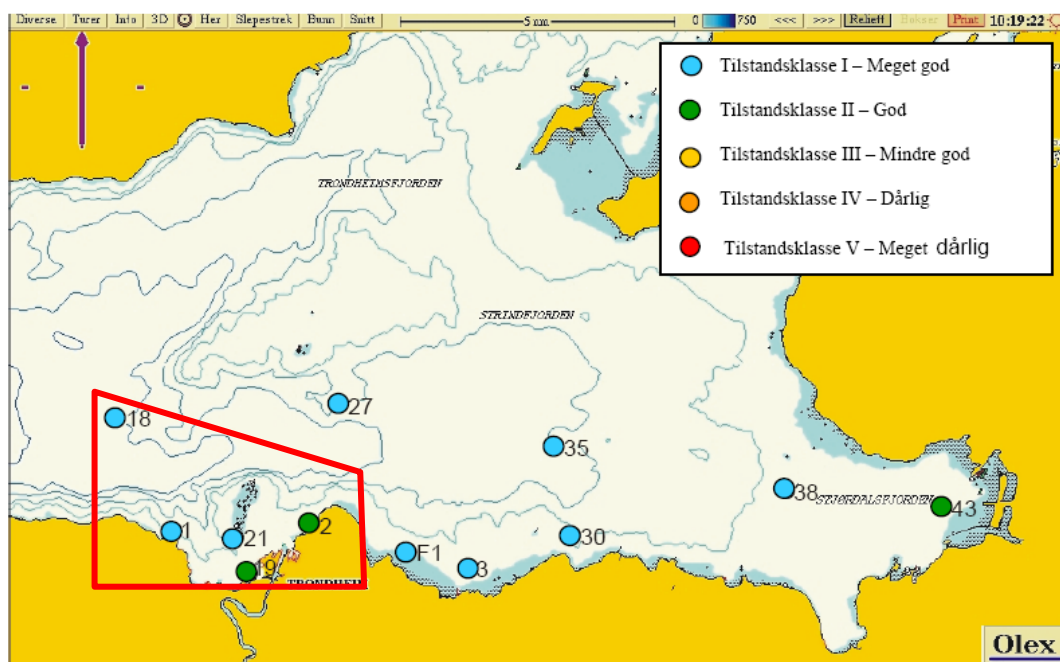 Diverse Turer Info 3D Her Slepestrek Bunn Snitt 5 nm 0 750 <<< >>> Relieff Bokser Print 10:19:22
Tilstandsklasse I – Meget god
Tilstandsklasse II – God
Tilstandsklasse III – Mindre god
Tilstandsklasse IV – Dårlig
Tilstandsklasse V – Meget dårlig
TRONDHEIMSFJORDEN
STRINDFJORDEN
27
18
35
38
STJØRDALSFJORDEN
43
2
1
21
30
F1
3
19
TRONDHEIM
Olex